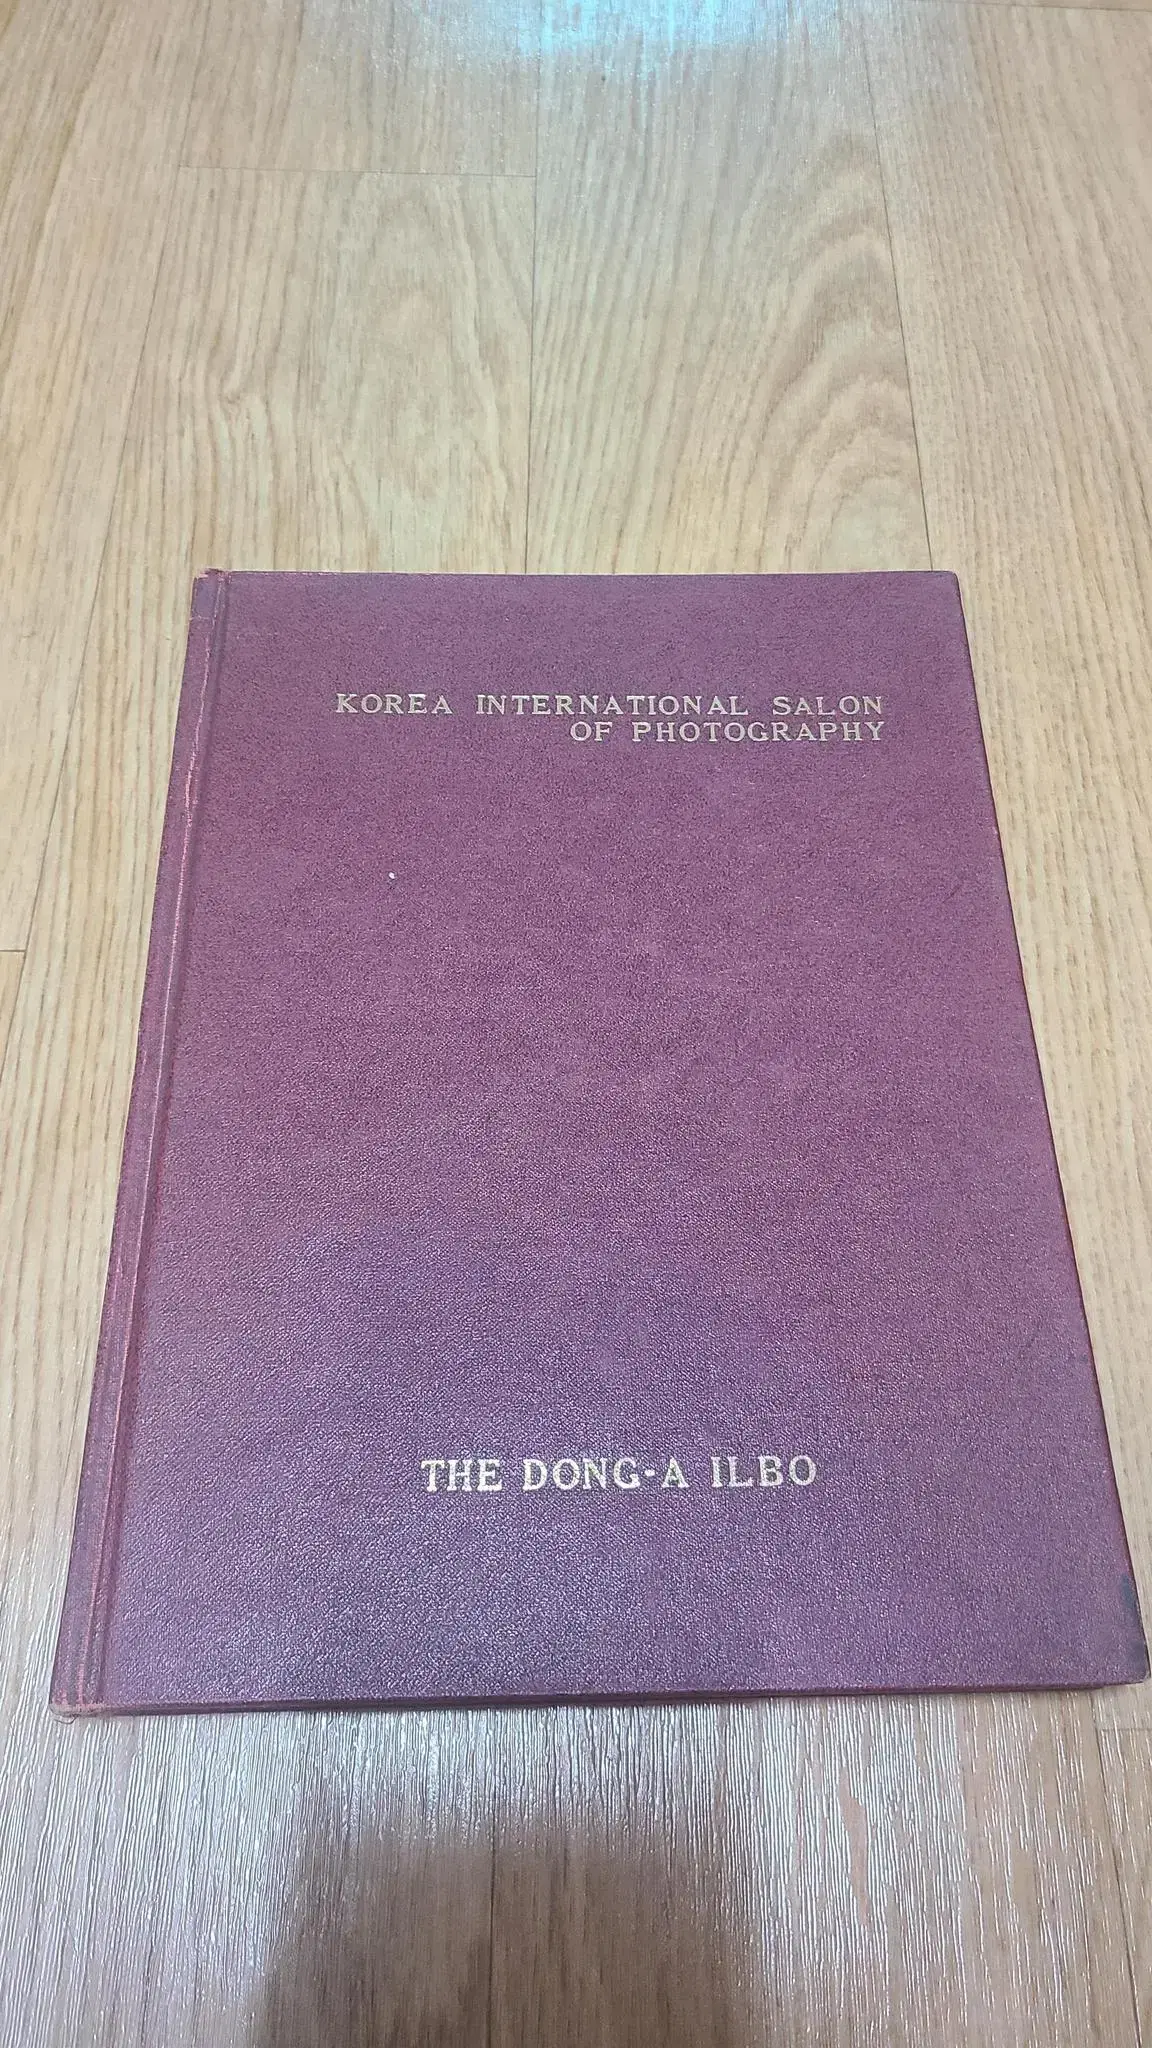 KOREA INTERNATIONAL SALON
OF PHOTOGRAPHY
THE DONG-A ILBO